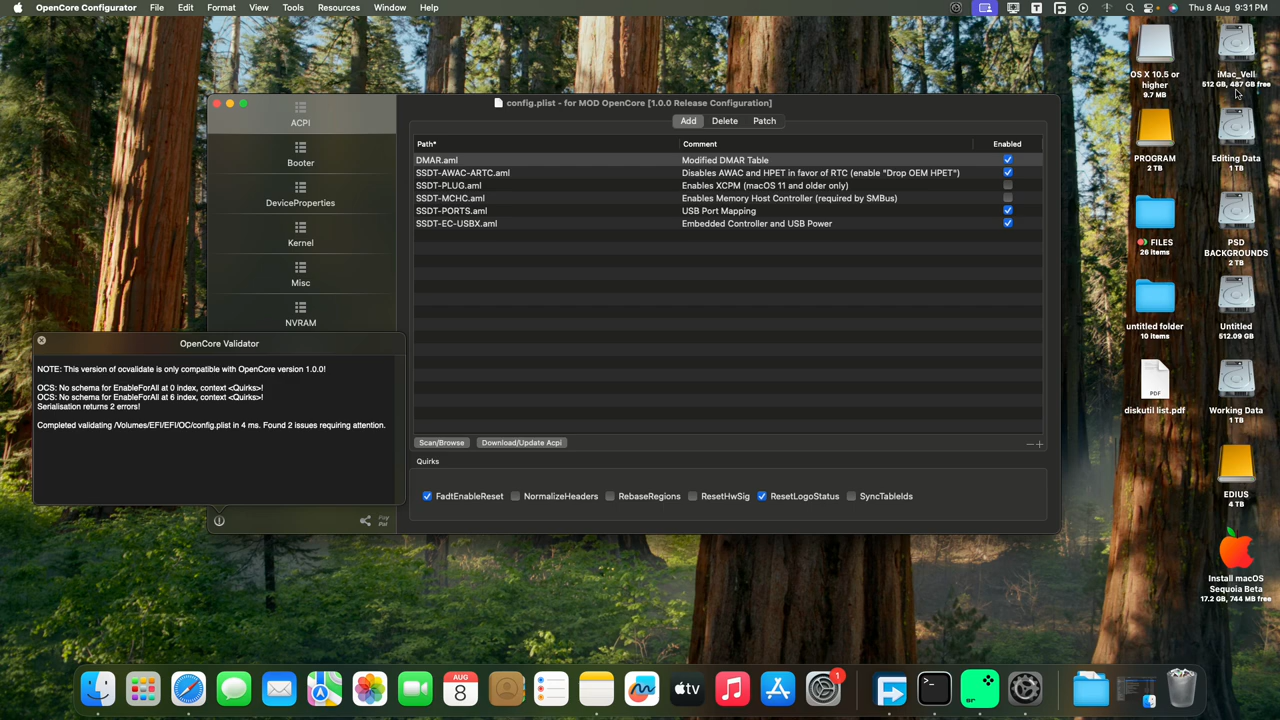 OpenCore Configurator File Edit Format View Tools Resources Window Help
Thu 8 Aug 9:31 PM
config.plist - for MOD OpenCore [1.0.0 Release Configuration]
Add Delete Patch
ACPI
Booter
DeviceProperties
Kernel
Misc
NVRAM
Path* Comment Enabled
DMAR.aml Modified DMAR Table
SSDT-AWAC-ARTC.aml Disables AWAC and HPET in favor of RTC (enable "Drop OEM HPET")
SSDT-PLUG.aml Enables XCPM (macOS 11 and older only)
SSDT-MCHC.aml Enables Memory Host Controller (required by SMBus)
SSDT-PORTS.aml USB Port Mapping
SSDT-EC-USBX.aml Embedded Controller and USB Power
Scan/Browse Download/Update Acpi
Quirks
FadtEnableReset NormalizeHeaders RebaseRegions ResetHwSig ResetLogoStatus SyncTableIds
OpenCore Validator
NOTE: This version of ocvalidate is only compatible with OpenCore version 1.0.0!
OCS: No schema for EnableForAll at 0 index, context <Quirks>!
OCS: No schema for EnableForAll at 6 index, context <Quirks>!
Serialisation returns 2 errors!
Completed validating /Volumes/EFI/EFI/OC/config.plist in 4 ms. Found 2 issues requiring attention.
Pay
Pal
OS X 10.5 or
higher
9.7 MB
iMac_Vell
512 GB, 487 GB free
PROGRAM
2 TB
Editing Data
1 TB
FILES
26 items
PSD
BACKGROUNDS
2 TB
untitled folder
10 items
Untitled
512.09 GB
PDF
diskutil list.pdf
Working Data
1 TB
EDIUS
4 TB
Install macOS
Sequoia Beta
17.2 GB, 744 MB free
AUG
8
tv
1
sr